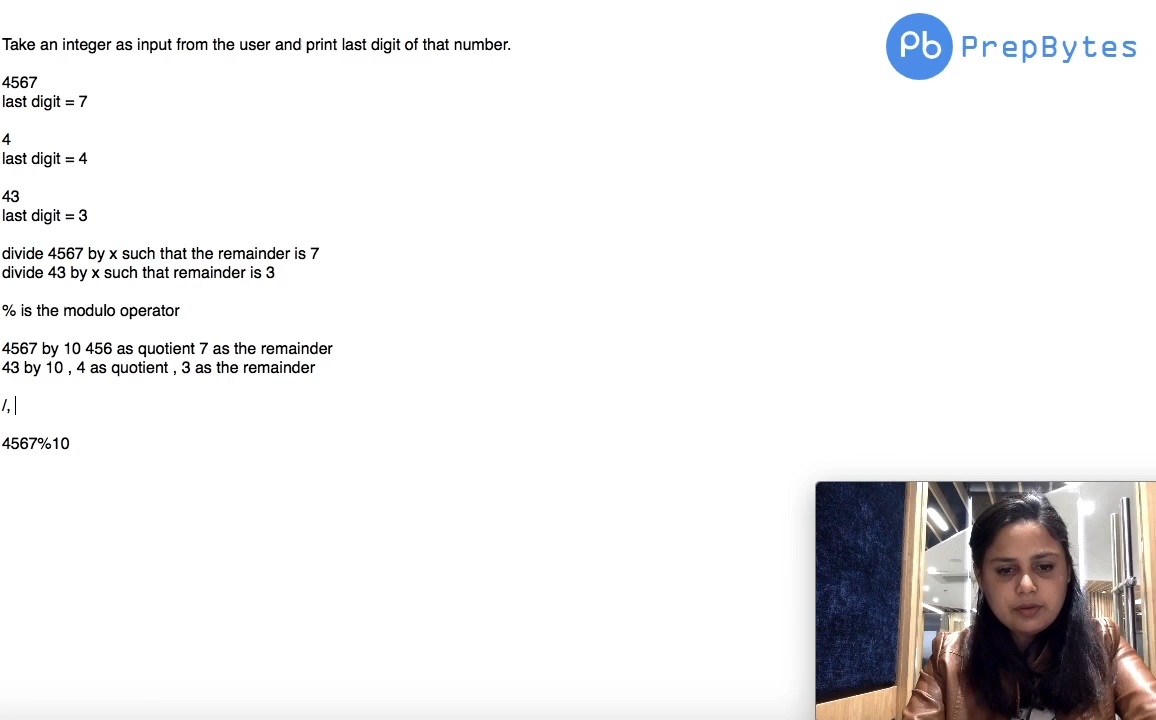 Take an integer as input from the user and print last digit of that number.
Pb PrepBytes
4567
last digit = 7
4
last digit = 4
43
last digit = 3
divide 4567 by x such that the remainder is 7
divide 43 by x such that remainder is 3
% is the modulo operator
4567 by 10 456 as quotient 7 as the remainder
43 by 10 , 4 as quotient , 3 as the remainder
/,
4567%10